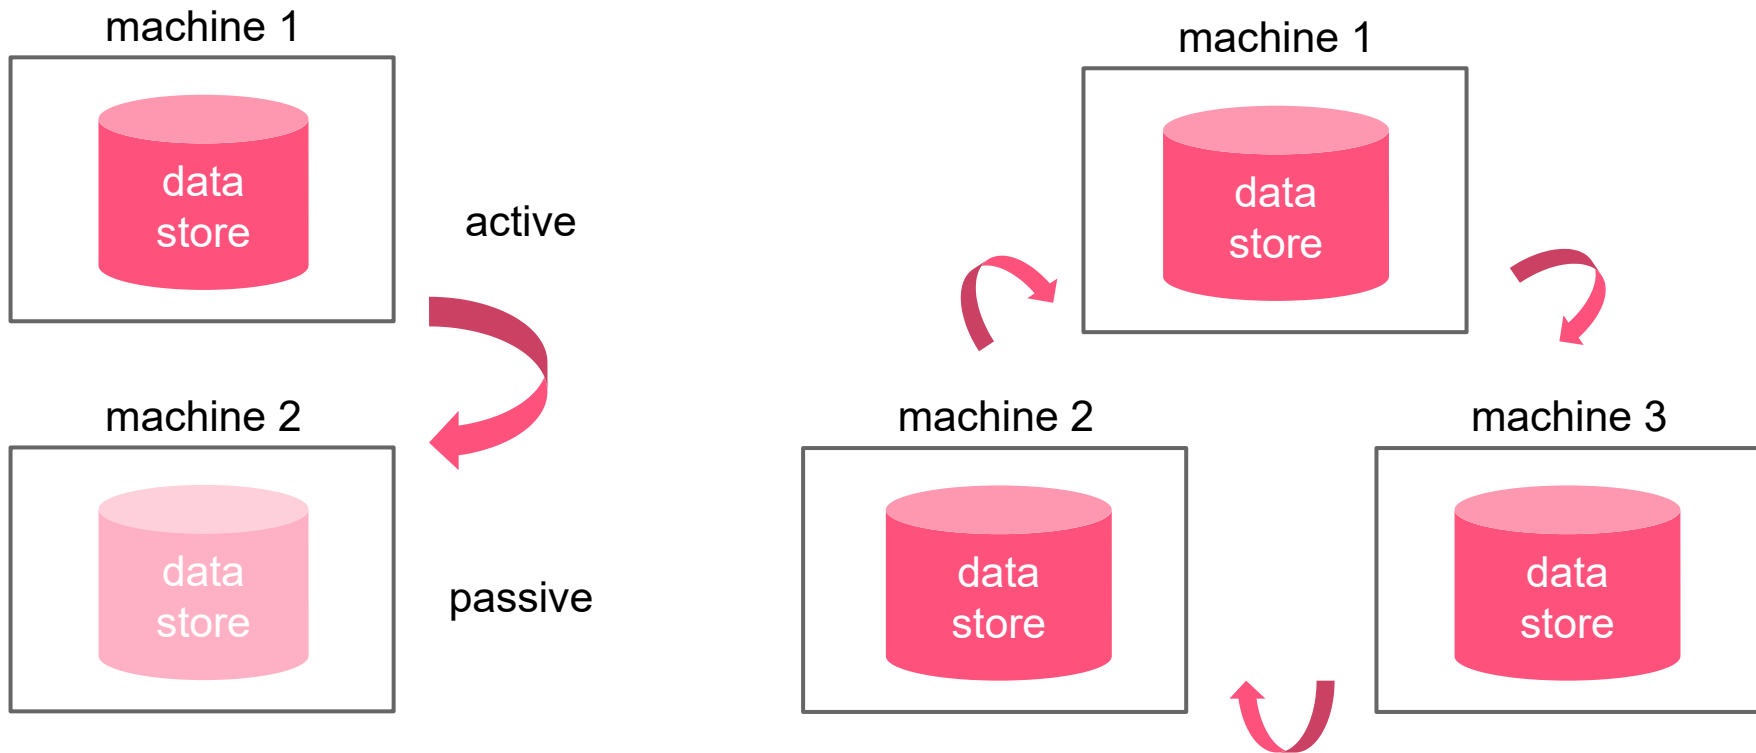 machine 1
data
store
active
machine 2
data
store
passive
machine 1
data
store
machine 2
data
store
machine 3
data
store